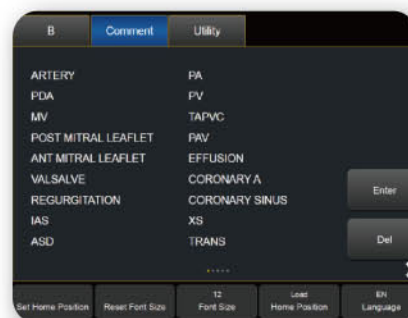 B
Comment
Utility
ARTERY
PDA
MV
POST MITRAL LEAFLET
ANT MITRAL LEAFLET
VALSALVE
REGURGITATION
IAS
ASD
PA
PV
TAPVC
PAV
EFFUSION
CORONARY A
CORONARY SINUS
XS
TRANS
Enter
Del
Set Home Position
Reset Font Size
12
Font Size
Load
Home Position
EN
Language